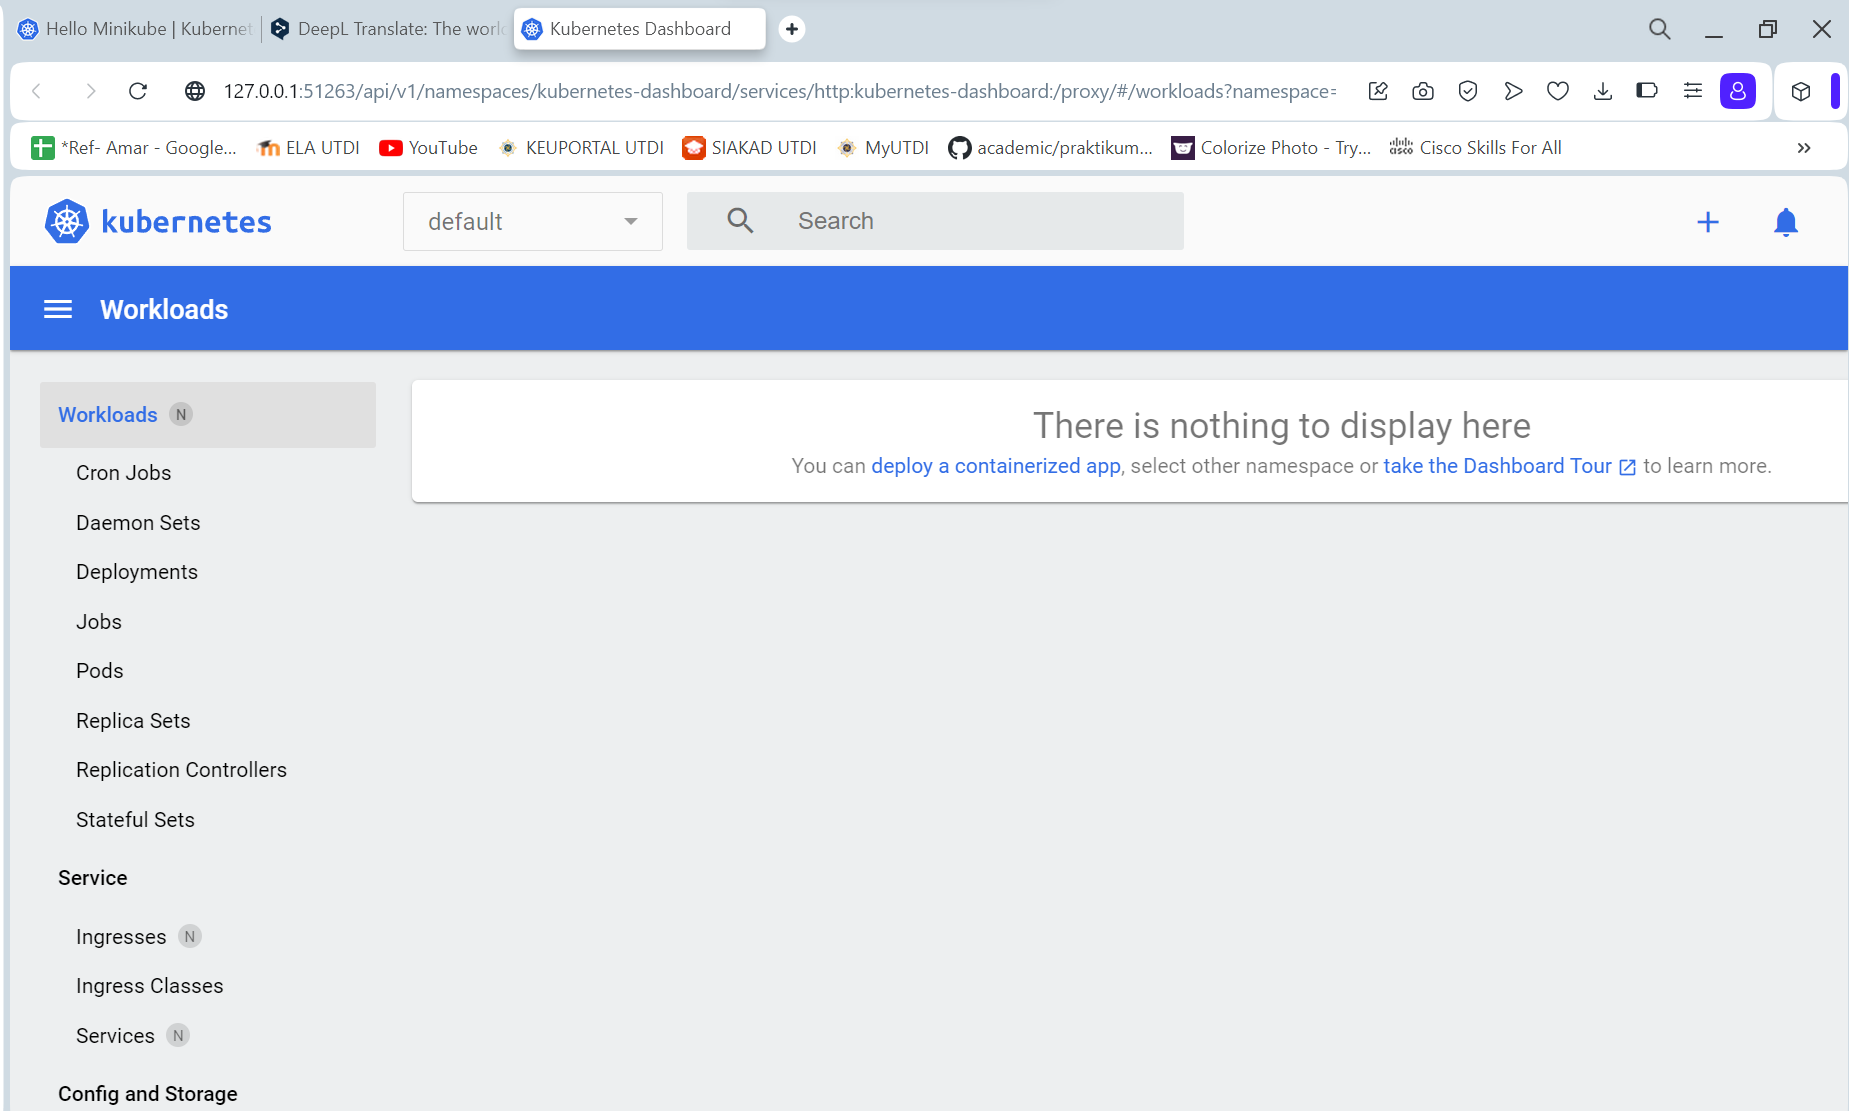 Hello Minikube | Kubernet
DeepL Translate: The worl
Kubernetes Dashboard
127.0.0.1:51263/api/v1/namespaces/kubernetes-dashboard/services/http:kubernetes-dashboard:/proxy/#/workloads?namespace=
*Ref- Amar - Google...
ELA UTDI
YouTube
KEUPORTAL UTDI
SIAKAD UTDI
MyUTDI
academic/praktikum...
Colorize Photo - Try...
Cisco Skills For All
kubernetes
default
Search
Workloads
Workloads N
There is nothing to display here
You can deploy a containerized app, select other namespace or take the Dashboard Tour to learn more.
Cron Jobs
Daemon Sets
Deployments
Jobs
Pods
Replica Sets
Replication Controllers
Stateful Sets
Service
Ingresses N
Ingress Classes
Services N
Config and Storage